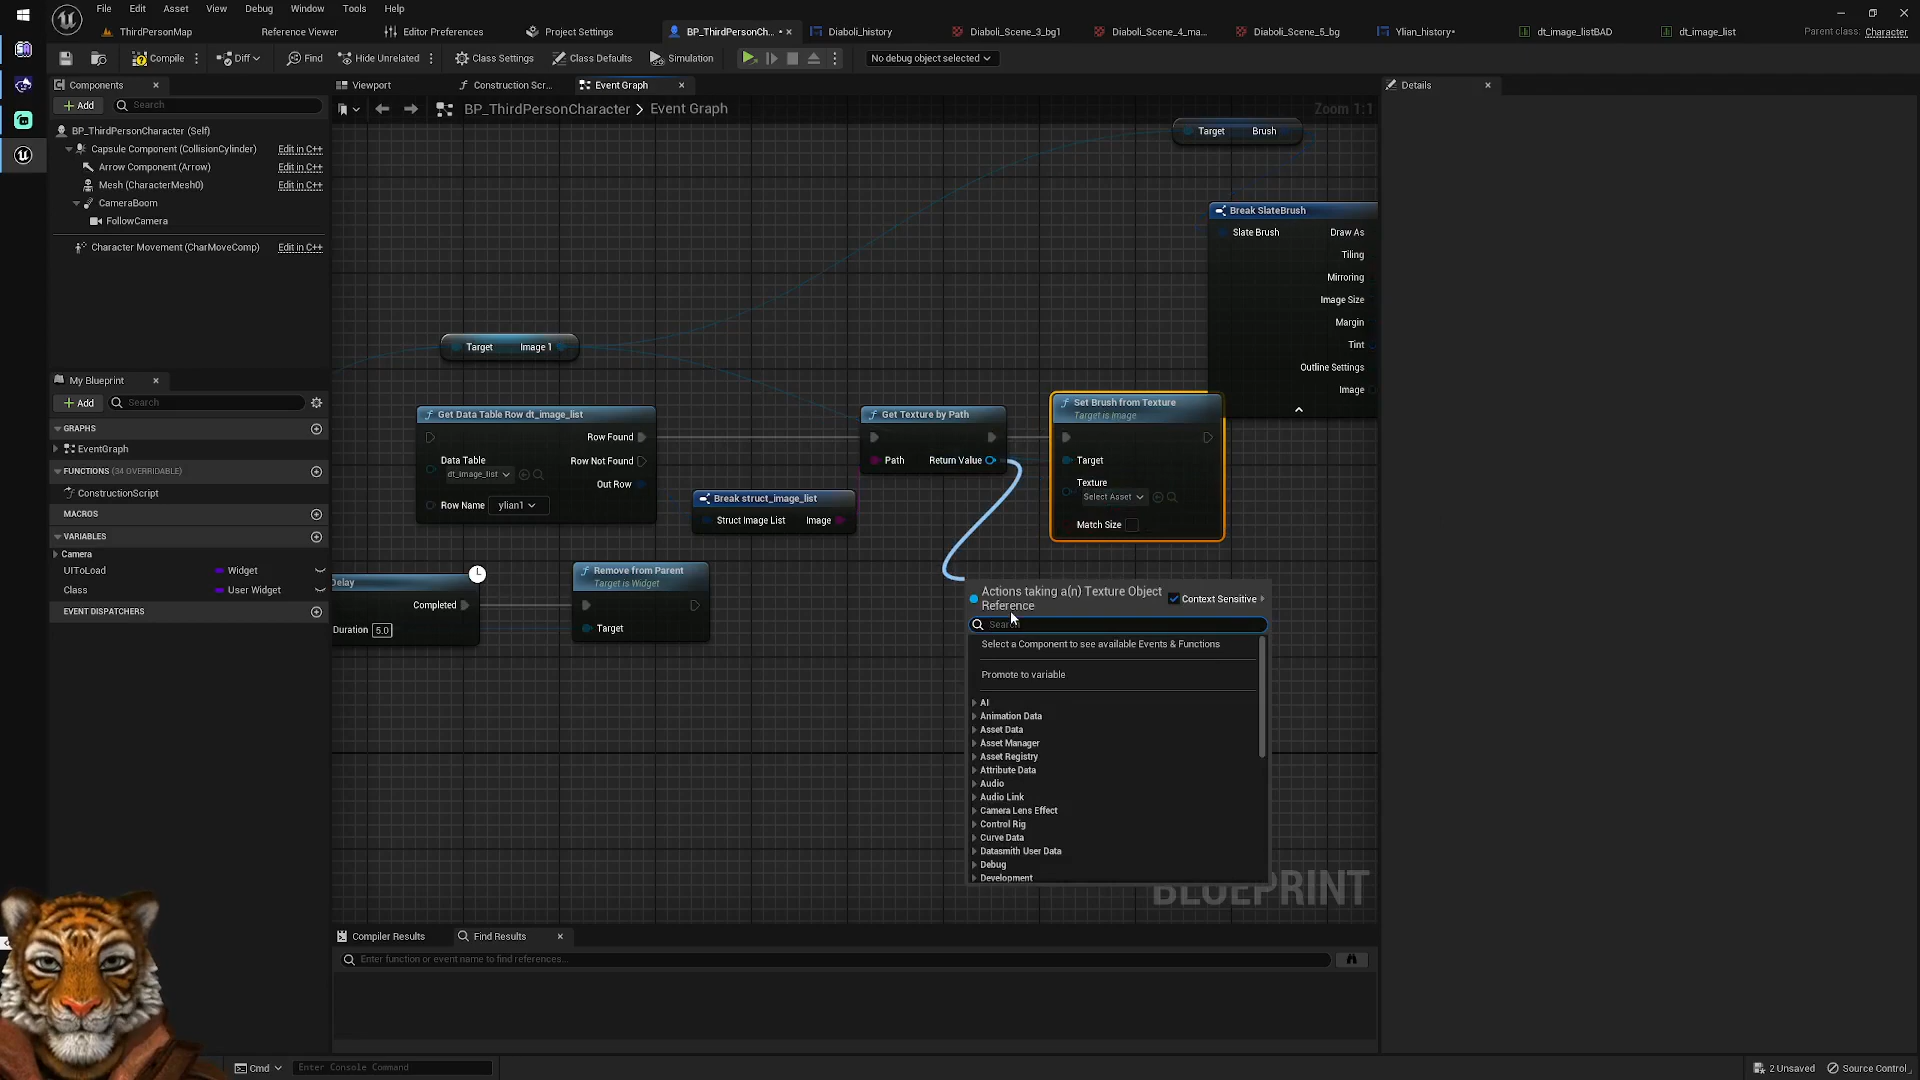 File Edit Asset View Debug Window Tools Help
ThirdPersonMap Reference Viewer Editor Preferences Project Settings BP_ThirdPersonCh... • Diaboli_history Diaboli_Scene_3_bg1 Diaboli_Scene_4_ma... Diaboli_Scene_5_bg Ylian_history• dt_image_listBAD dt_image_list Parent class: Character
Compile Diff Find Hide Unrelated Class Settings Class Defaults Simulation No debug object selected
Components
Add Search
BP_ThirdPersonCharacter (Self)
Capsule Component (CollisionCylinder) Edit in C++
Arrow Component (Arrow) Edit in C++
Mesh (CharacterMesh0) Edit in C++
CameraBoom
FollowCamera
Character Movement (CharMoveComp) Edit in C++
My Blueprint
Add Search
GRAPHS
EventGraph
FUNCTIONS (34 OVERRIDABLE)
ConstructionScript
MACROS
VARIABLES
Camera
UIToLoad Widget
Class User Widget
EVENT DISPATCHERS
Viewport Construction Scr... Event Graph
BP_ThirdPersonCharacter > Event Graph Zoom 1:1
Target Brush
Break SlateBrush
Slate Brush Draw As
Tiling
Mirroring
Image Size
Margin
Tint
Outline Settings
Image
Target Image 1
Get Data Table Row dt_image_list
Row Found
Data Table Row Not Found
dt_image_list
Out Row
Row Name ylian1
Break struct_image_list
Struct Image List Image
Get Texture by Path
Path Return Value
Set Brush from Texture
Target is Image
Target
Texture
Select Asset
Match Size
Delay
Completed
Duration 5.0
Remove from Parent
Target is Widget
Target
Actions taking a(n) Texture Object
Reference
Context Sensitive
Search
Select a Component to see available Events & Functions
Promote to variable
AI
Animation Data
Asset Data
Asset Manager
Asset Registry
Attribute Data
Audio
Audio Link
Camera Lens Effect
Control Rig
Curve Data
Datasmith User Data
Debug
Development
BLUEPRINT
Details
Compiler Results Find Results
Enter function or event name to find references...
Cmd Enter Console Command
2 Unsaved Source Control